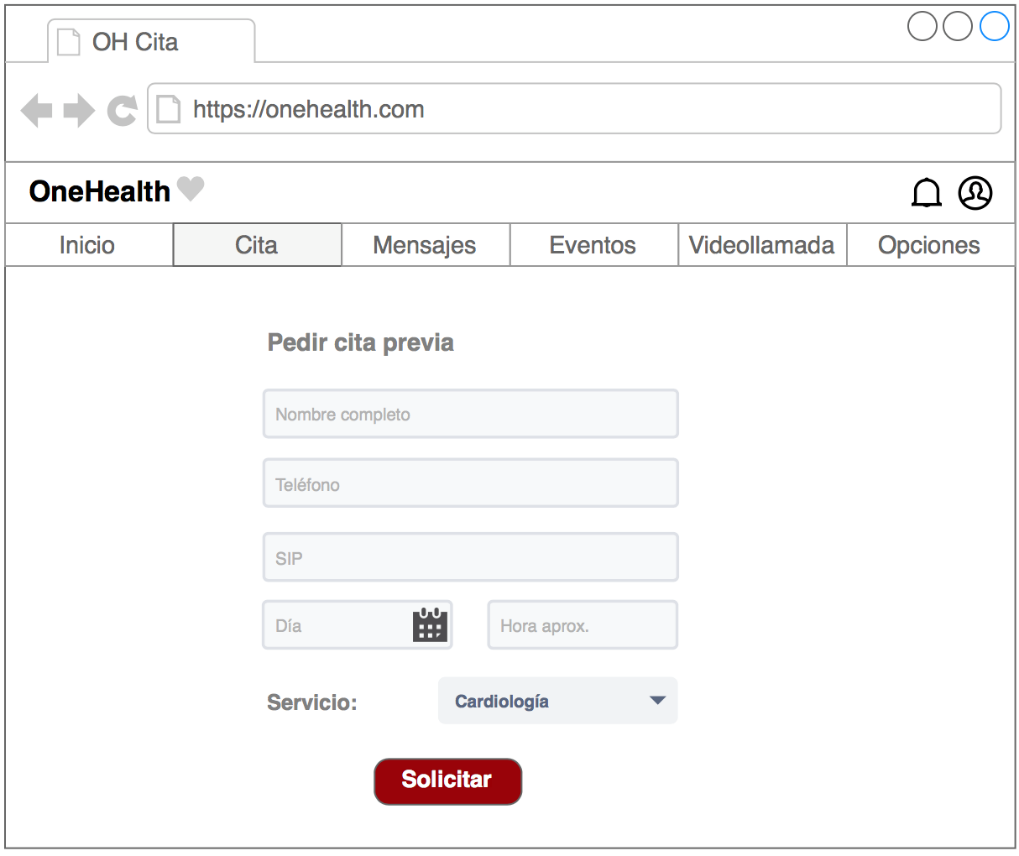 OH Cita
https://onehealth.com
OneHealth
Inicio Cita Mensajes Eventos Videollamada Opciones
Pedir cita previa
Nombre completo
Teléfono
SIP
Día Hora aprox.
Servicio: Cardiología
Solicitar